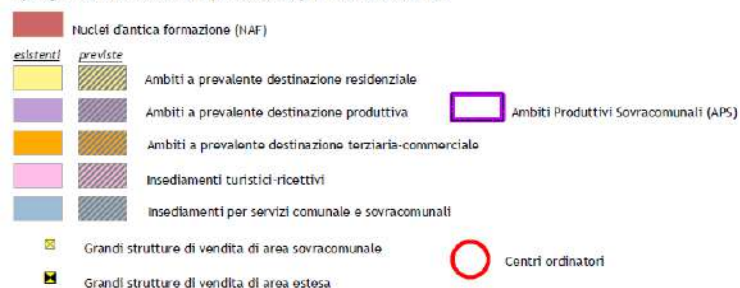 Nuclei d'antica formazione (NAF)
esistenti previste
Ambiti a prevalente destinazione residenziale
Ambiti a prevalente destinazione produttiva
Ambiti Produttivi Sovracomunali (APS)
Ambiti a prevalente destinazione terziaria-commerciale
Insediamenti turistici-ricettivi
Insediamenti per servizi comunale e sovracomunali
Grandi strutture di vendita di area sovracomunale
Centri ordinatori
Grandi strutture di vendita di area estesa